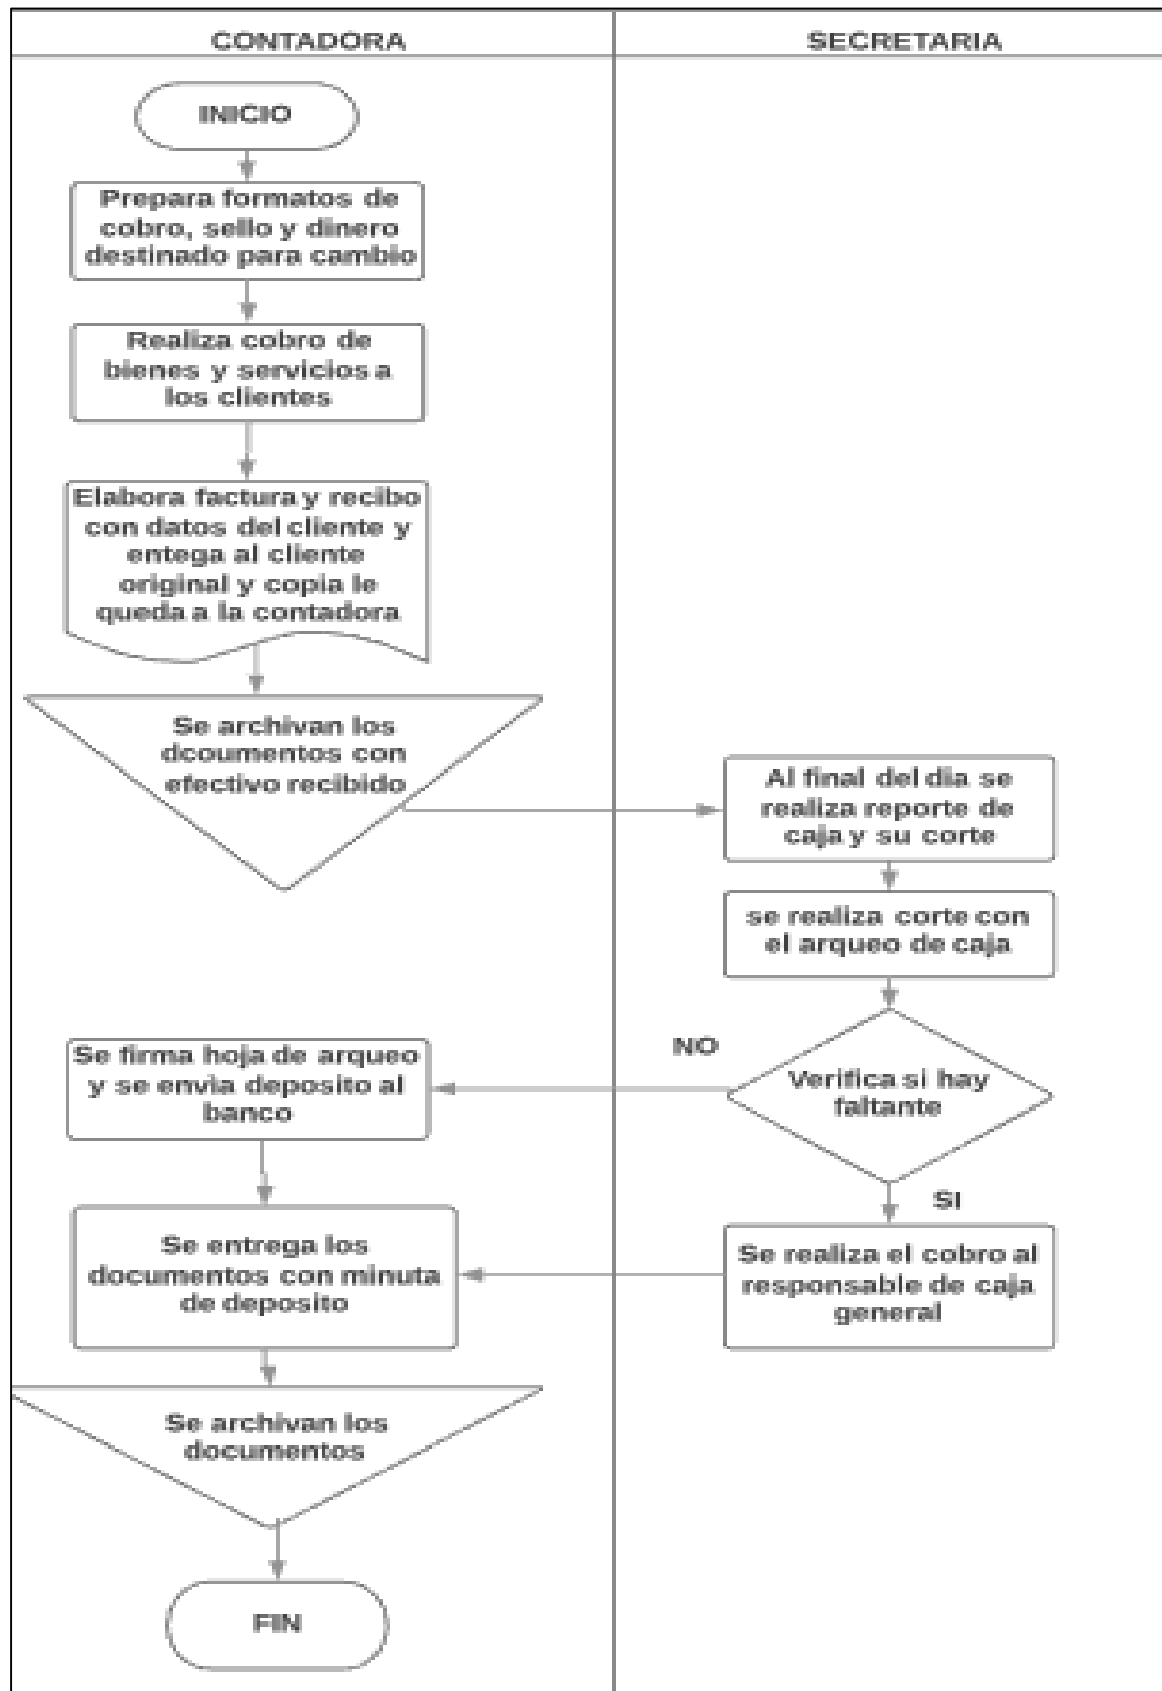 CONTADORA
SECRETARIA
INICIO
Prepara formatos de
cobro, sello y dinero
destinado para cambio
Realiza cobro de
bienes y servicios a
los clientes
Elabora factura y recibo
con datos del cliente y
entega al cliente
original y copia le
queda a la contadora
Se archivan los
dcoumentos con
efectivo recibido
Al final del dia se
realiza reporte de
caja y su corte
se realiza corte con
el arqueo de caja
Verifica si hay
faltante
NO
SI
Se firma hoja de arqueo
y se envia deposito al
banco
Se realiza el cobro al
responsable de caja
general
Se entrega los
documentos con minuta
de deposito
Se archivan los
documentos
FIN